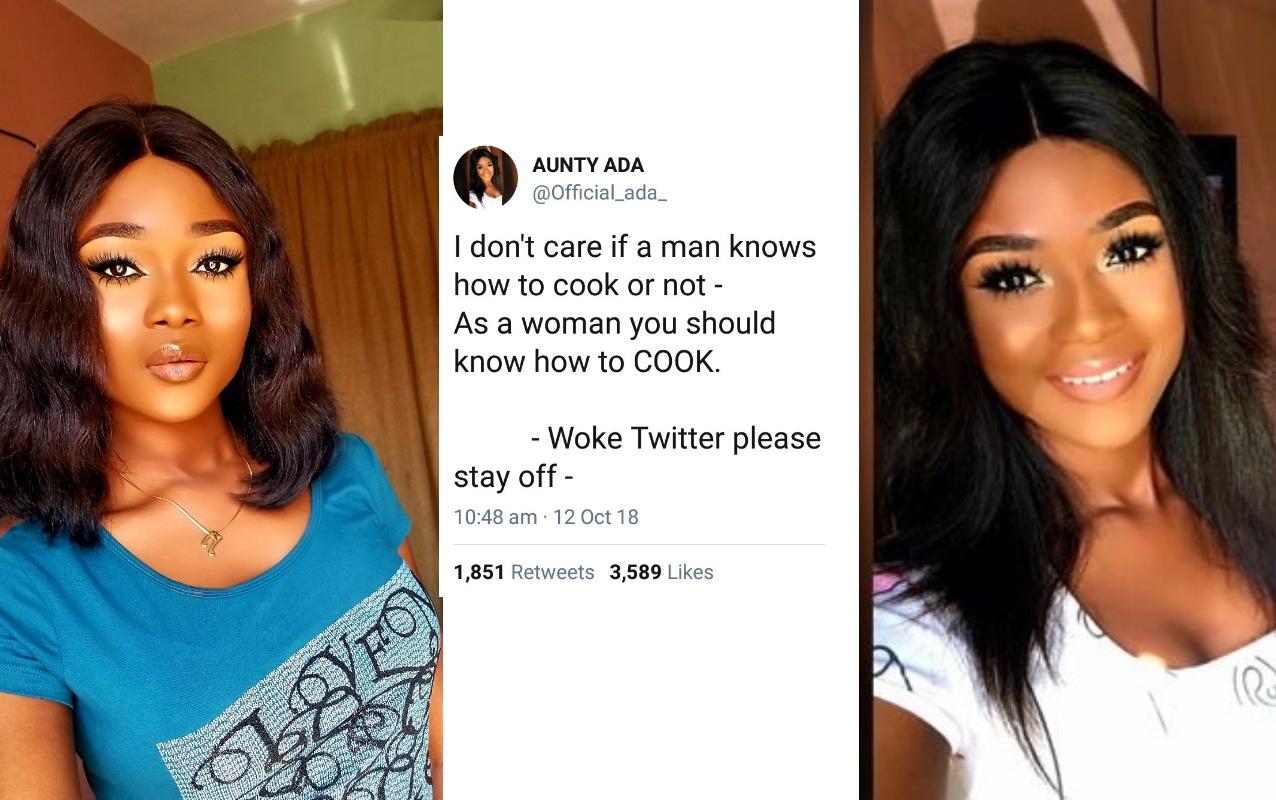 AUNTY ADA
@Official_ada_
I don't care if a man knows
how to cook or not -
As a woman you should
know how to COOK.
- Woke Twitter please
stay off -
10:48 am · 12 Oct 18
1,851 Retweets 3,589 Likes